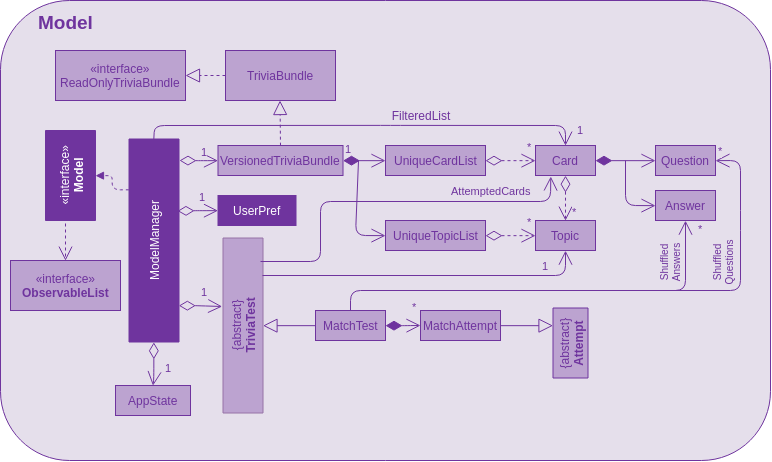 Model
«interface»
ReadOnlyTriviaBundle
TriviaBundle
FilteredList
«interface»
Model
ModelManager
1
VersionedTriviaBundle
1
UniqueCardList
*
Card
1
Question
*
AttemptedCards
1
UserPref
Answer
*
UniqueTopicList
*
Topic
*
1
«interface»
ObservableList
1
{abstract}
TriviaTest
Shuffled
Answers
Shuffled
Questions
MatchTest
*
MatchAttempt
{abstract}
Attempt
1
AppState